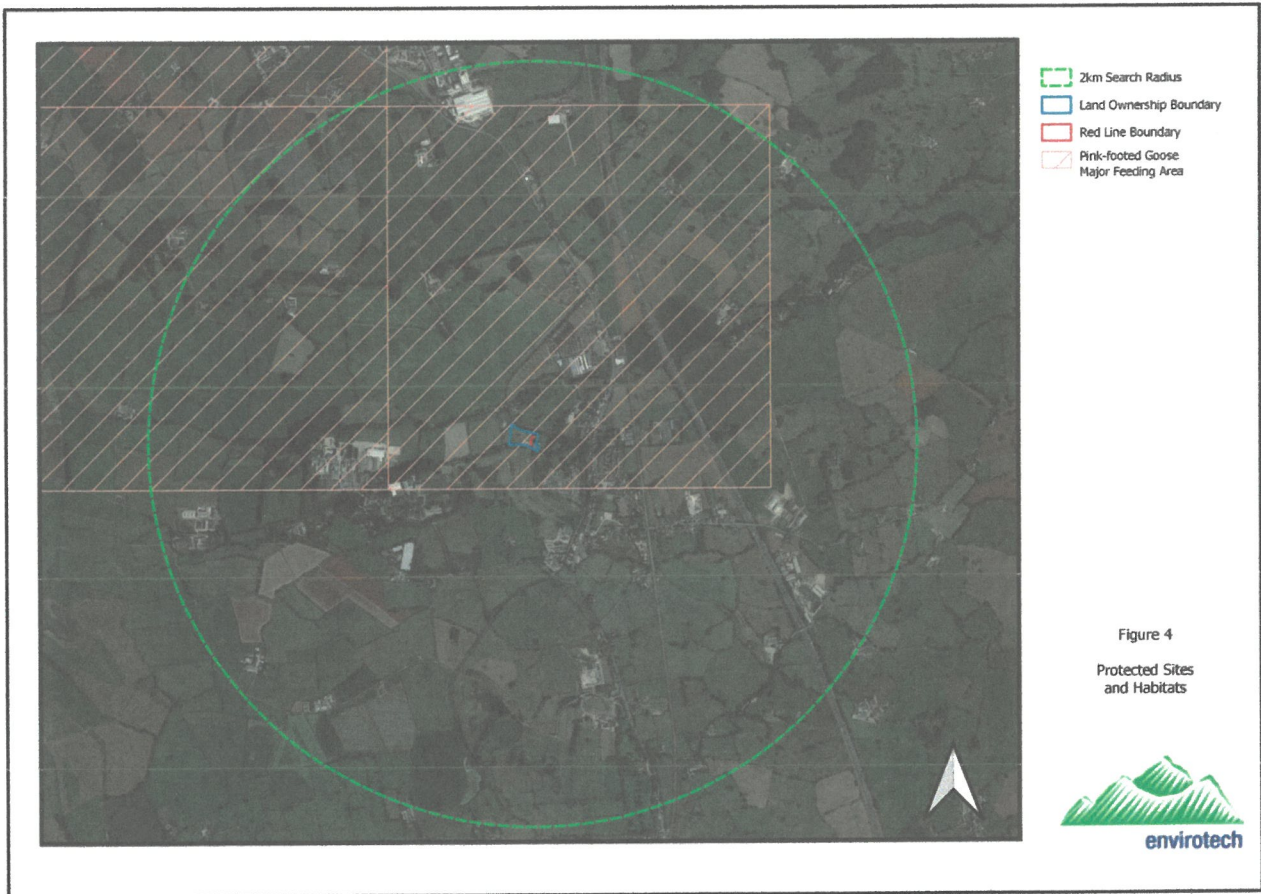 2km Search Radius
Land Ownership Boundary
Red Line Boundary
Pink-footed Goose
Major Feeding Area
Figure 4
Protected Sites
and Habitats
envirotech